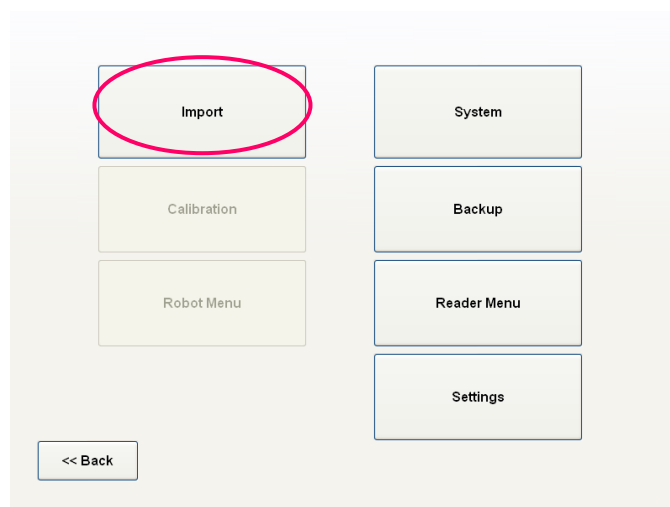 Import
System
Calibration
Backup
Robot Menu
Reader Menu
Settings
<< Back